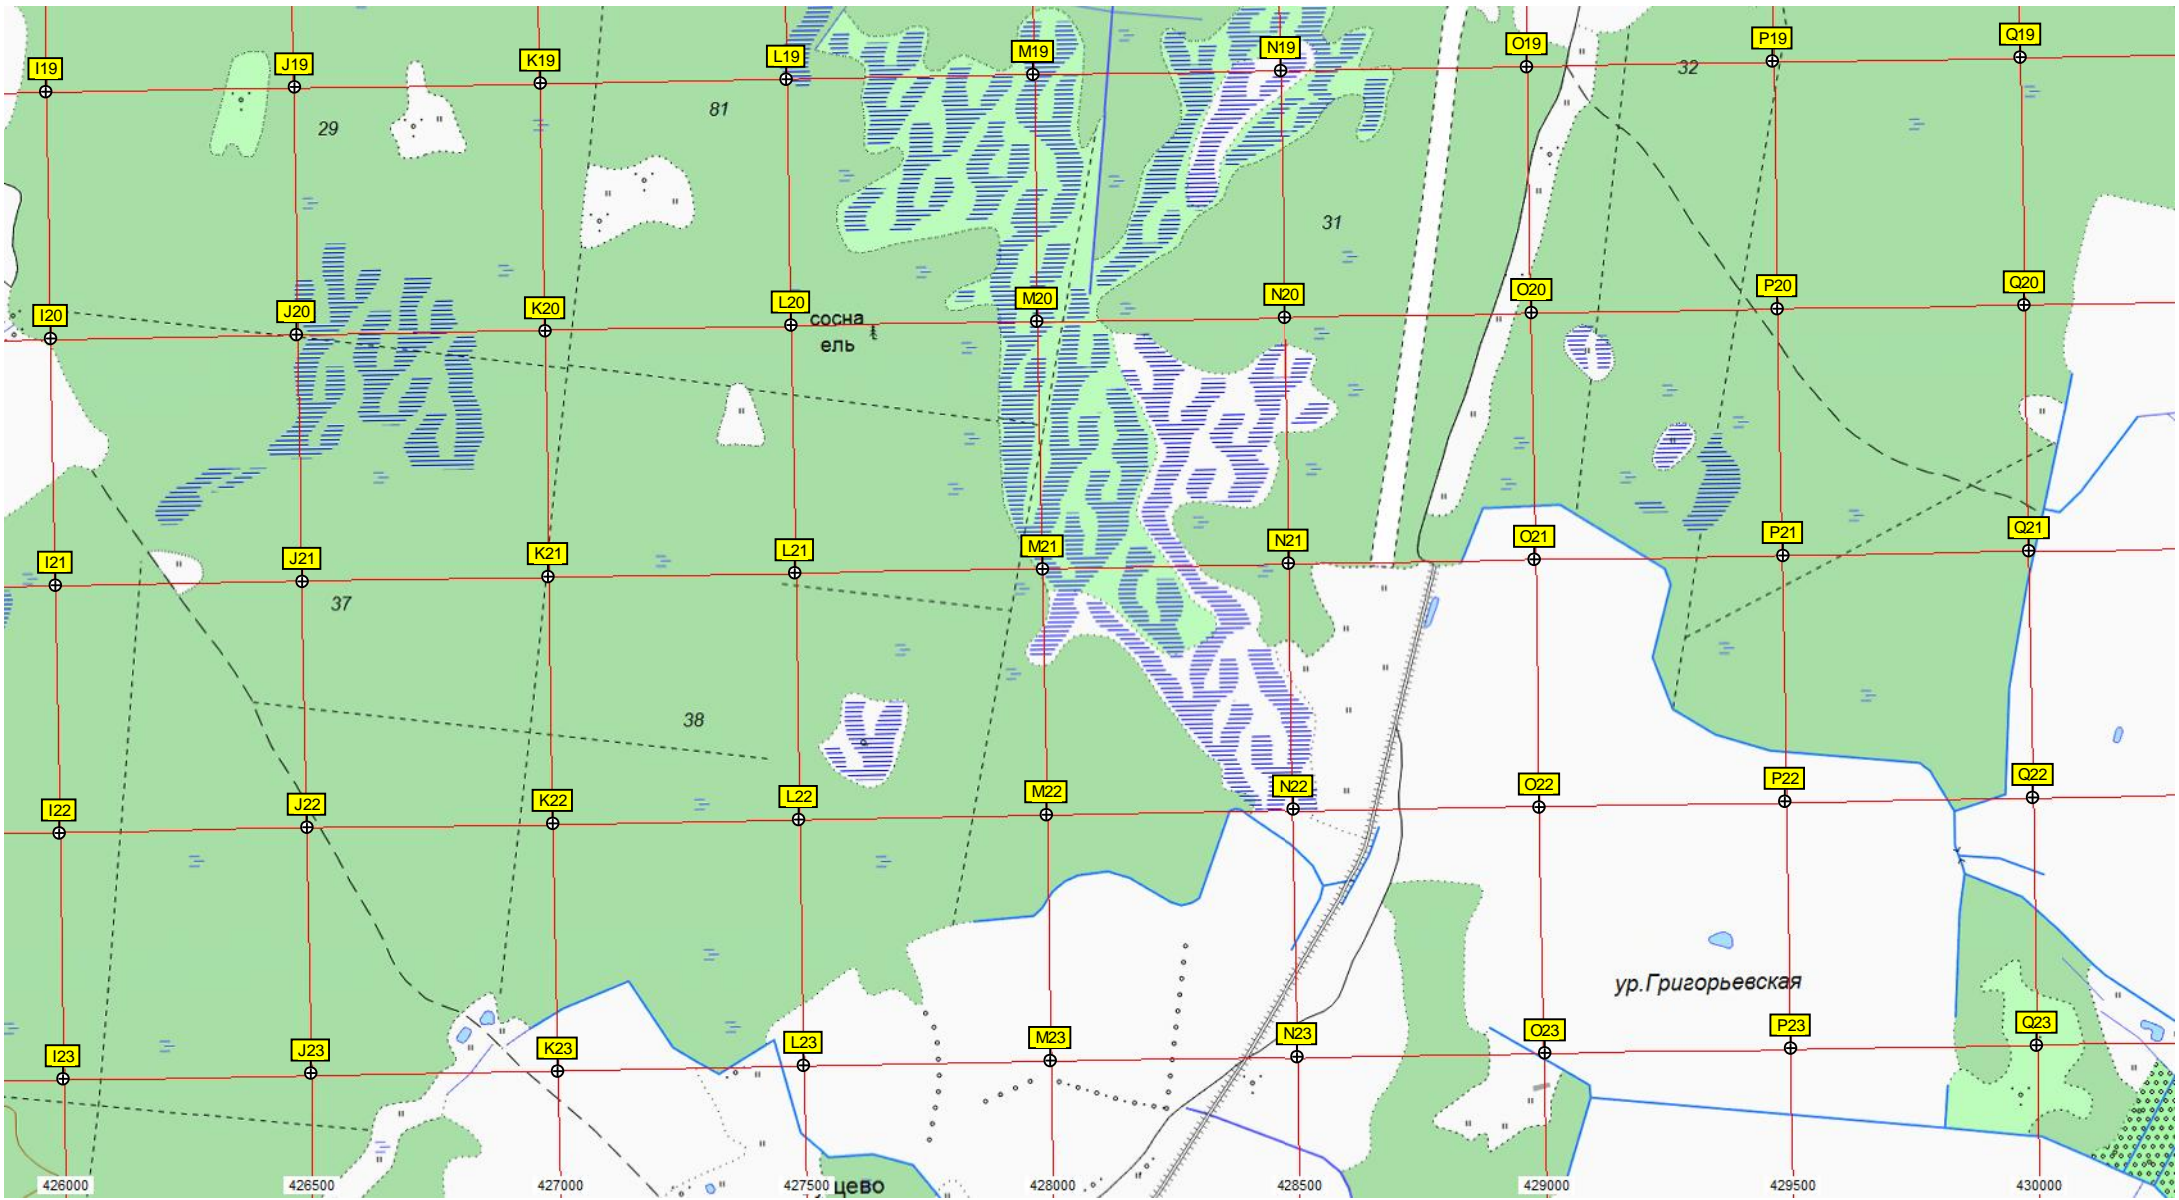 I19 J19 K19 L19 M19 N19 O19 P19 Q19
32
81
29
31
I20 J20 K20 L20 M20 N20 O20 P20 Q20
сосна
ель
I21 J21 K21 L21 M21 N21 O21 P21 Q21
37
38
I22 J22 K22 L22 M22 N22 O22 P22 Q22
ур.Григорьевская
I23 J23 K23 L23 M23 N23 O23 P23 Q23
цево
426000 426500 427000 427500 428000 428500 429000 429500 430000